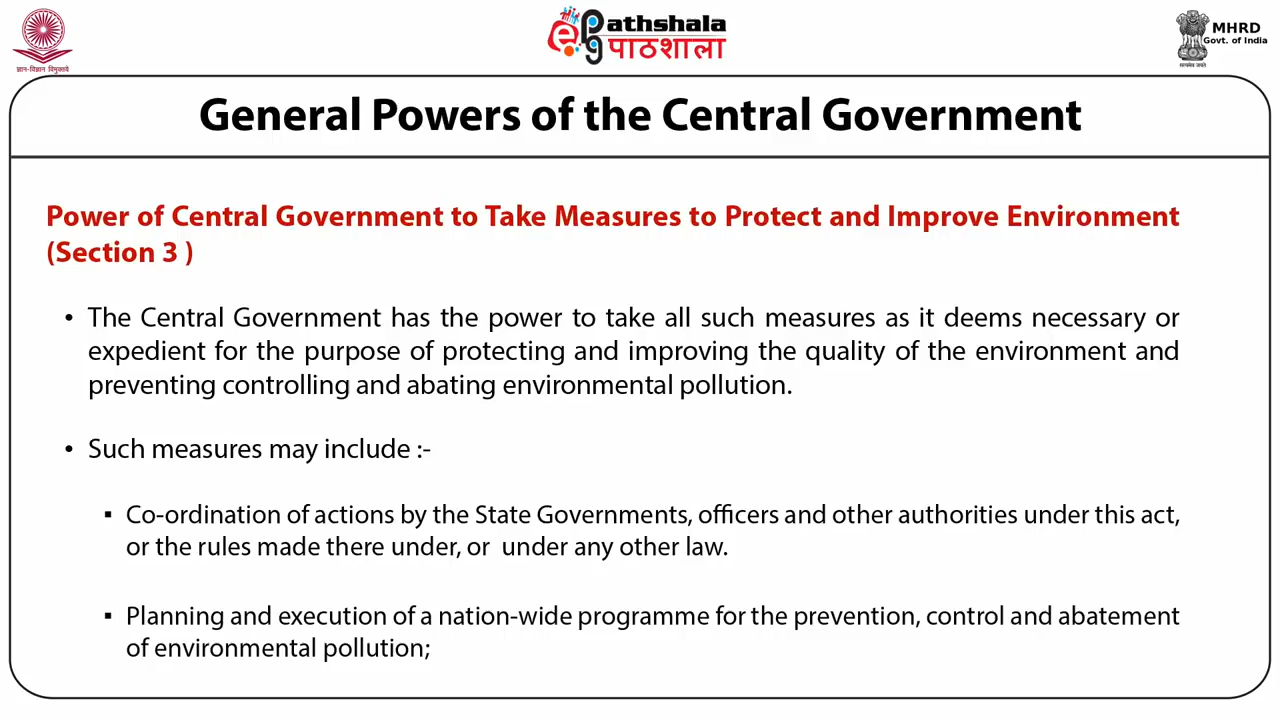 ज्ञान-विज्ञान विमुक्तये
ePathshala
पाठशाला
MHRD
Govt. of India
सत्यमेव जयते
General Powers of the Central Government
Power of Central Government to Take Measures to Protect and Improve Environment
(Section 3 )
• The Central Government has the power to take all such measures as it deems necessary or
expedient for the purpose of protecting and improving the quality of the environment and
preventing controlling and abating environmental pollution.
• Such measures may include :-
▪ Co-ordination of actions by the State Governments, officers and other authorities under this act,
or the rules made there under, or  under any other law.
▪ Planning and execution of a nation-wide programme for the prevention, control and abatement
of environmental pollution;